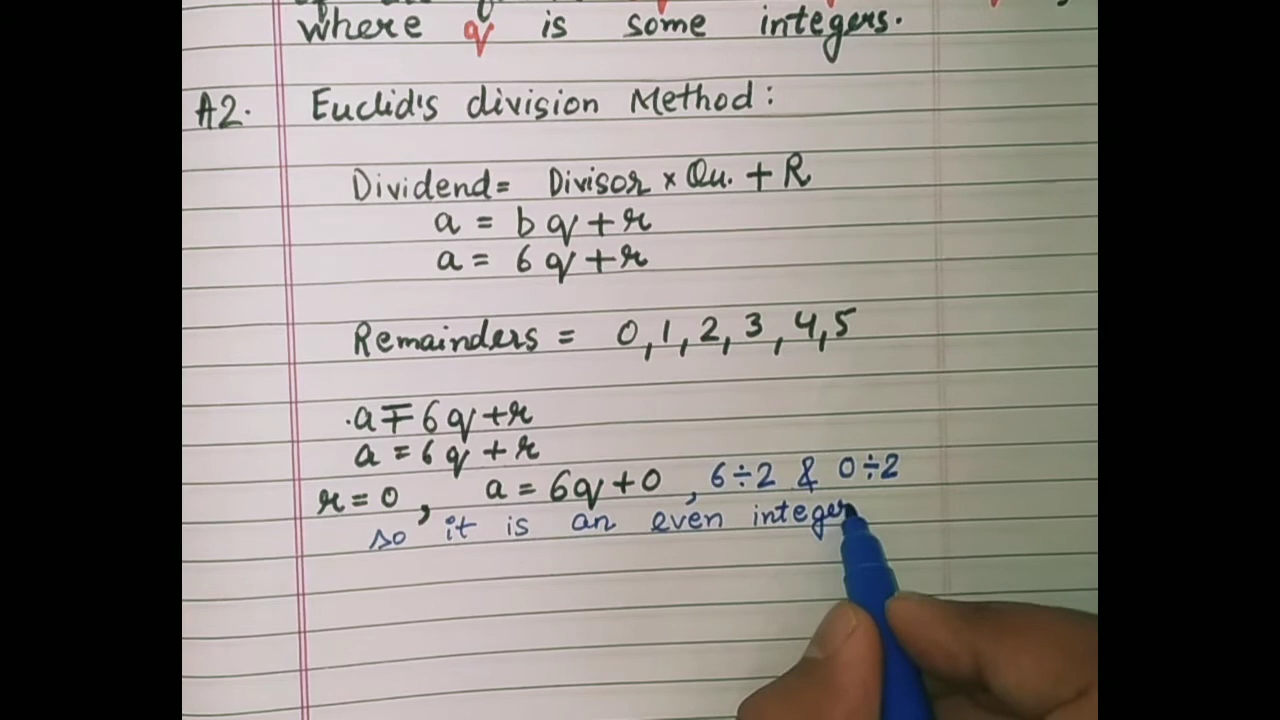 where q is some integers.
A2. Euclid's division Method:
Dividend = Divisor × Qu. + R
a = bq + r
a = 6q + r
Remainders = 0, 1, 2, 3, 4, 5
.a = 6q + r
a = 6q + r
r = 0, a = 6q + 0, 6÷2 & 0÷2
so it is an even integer